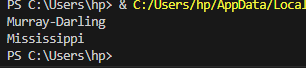 PS C:\Users\hp> & C:/Users/hp/AppData/Local
Murray-Darling
Mississippi
PS C:\Users\hp>